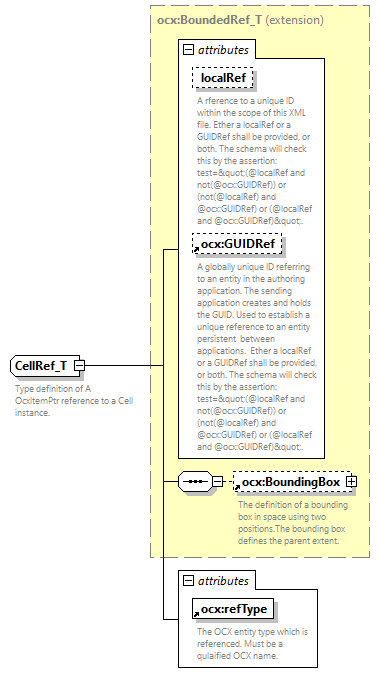 ocx:BoundedRef_T (extension)
attributes
localRef
A rference to a unique ID
within the scope of this XML
file. Ether a localRef or a
GUIDRef shall be provided, or
both. The schema will check
this by the assertion:
test=&quot;(@localRef and
not(@ocx:GUIDRef)) or
(not(@localRef) and
@ocx:GUIDRef) or (@localRef
and @ocx:GUIDRef)&quot;.
ocx:GUIDRef
A globally unique ID referring
to an entity in the authoring
application. The sending
application creates and holds
the GUID. Used to establish a
unique reference to an entity
persistent between
applications. Ether a localRef
or a GUIDRef shall be provided,
or both. The schema will check
this by the assertion:
test=&quot;(@localRef and
not(@ocx:GUIDRef)) or
(not(@localRef) and
@ocx:GUIDRef) or (@localRef
and @ocx:GUIDRef)&quot;.
CellRef_T
Type definition of A
OcxItemPtr reference to a Cell
instance.
ocx:BoundingBox
The definition of a bounding
box in space using two
positions.The bounding box
defines the parent extent.
attributes
ocx:refType
The OCX entity type which is
referenced. Must be a
qulaified OCX name.